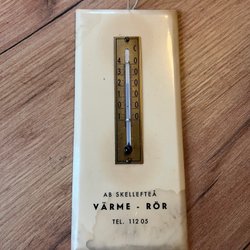 AB SKELLEFTEÅ
VÄRME - RÖR
TEL. 112 05